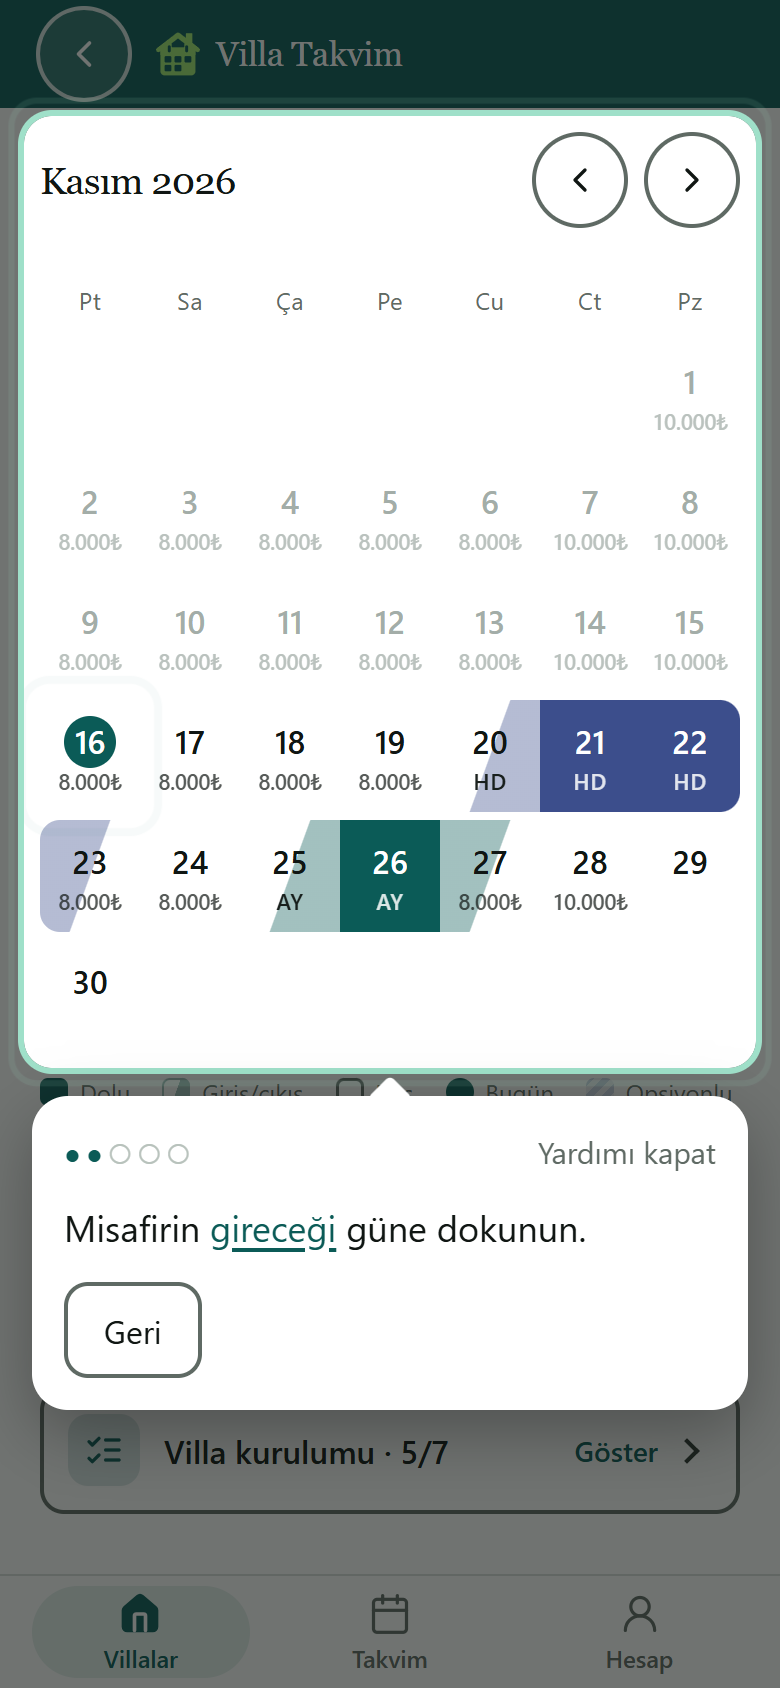 Villa Takvim
Kasım 2026
Pt Sa Ça Pe Cu Ct Pz
1
10.000₺
2 3 4 5 6 7 8
8.000₺ 8.000₺ 8.000₺ 8.000₺ 8.000₺ 10.000₺ 10.000₺
9 10 11 12 13 14 15
8.000₺ 8.000₺ 8.000₺ 8.000₺ 8.000₺ 10.000₺ 10.000₺
16 17 18 19 20 21 22
8.000₺ 8.000₺ 8.000₺ 8.000₺ HD HD HD
23 24 25 26 27 28 29
8.000₺ 8.000₺ AY AY 8.000₺ 10.000₺
30
Dolu Giriş/çıkış Bugün Opsiyonlu
Yardımı kapat
Misafirin gireceği güne dokunun.
Geri
Villa kurulumu · 5/7 Göster
Villalar Takvim Hesap